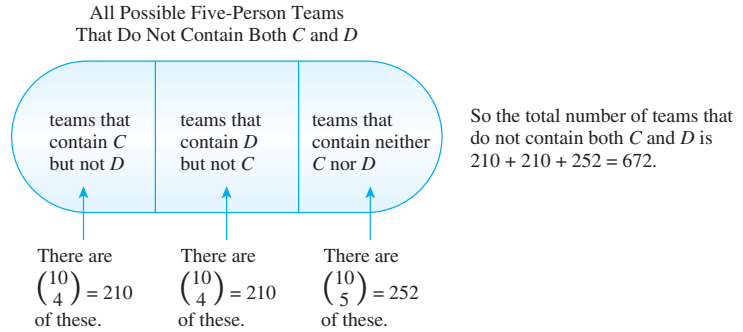 All Possible Five-Person Teams
That Do Not Contain Both C and D
teams that
contain C
but not D
teams that
contain D
but not C
teams that
contain neither
C nor D
So the total number of teams that
do not contain both C and D is
210 + 210 + 252 = 672.
There are
(10 4) = 210
of these.
There are
(10 4) = 210
of these.
There are
(10 5) = 252
of these.